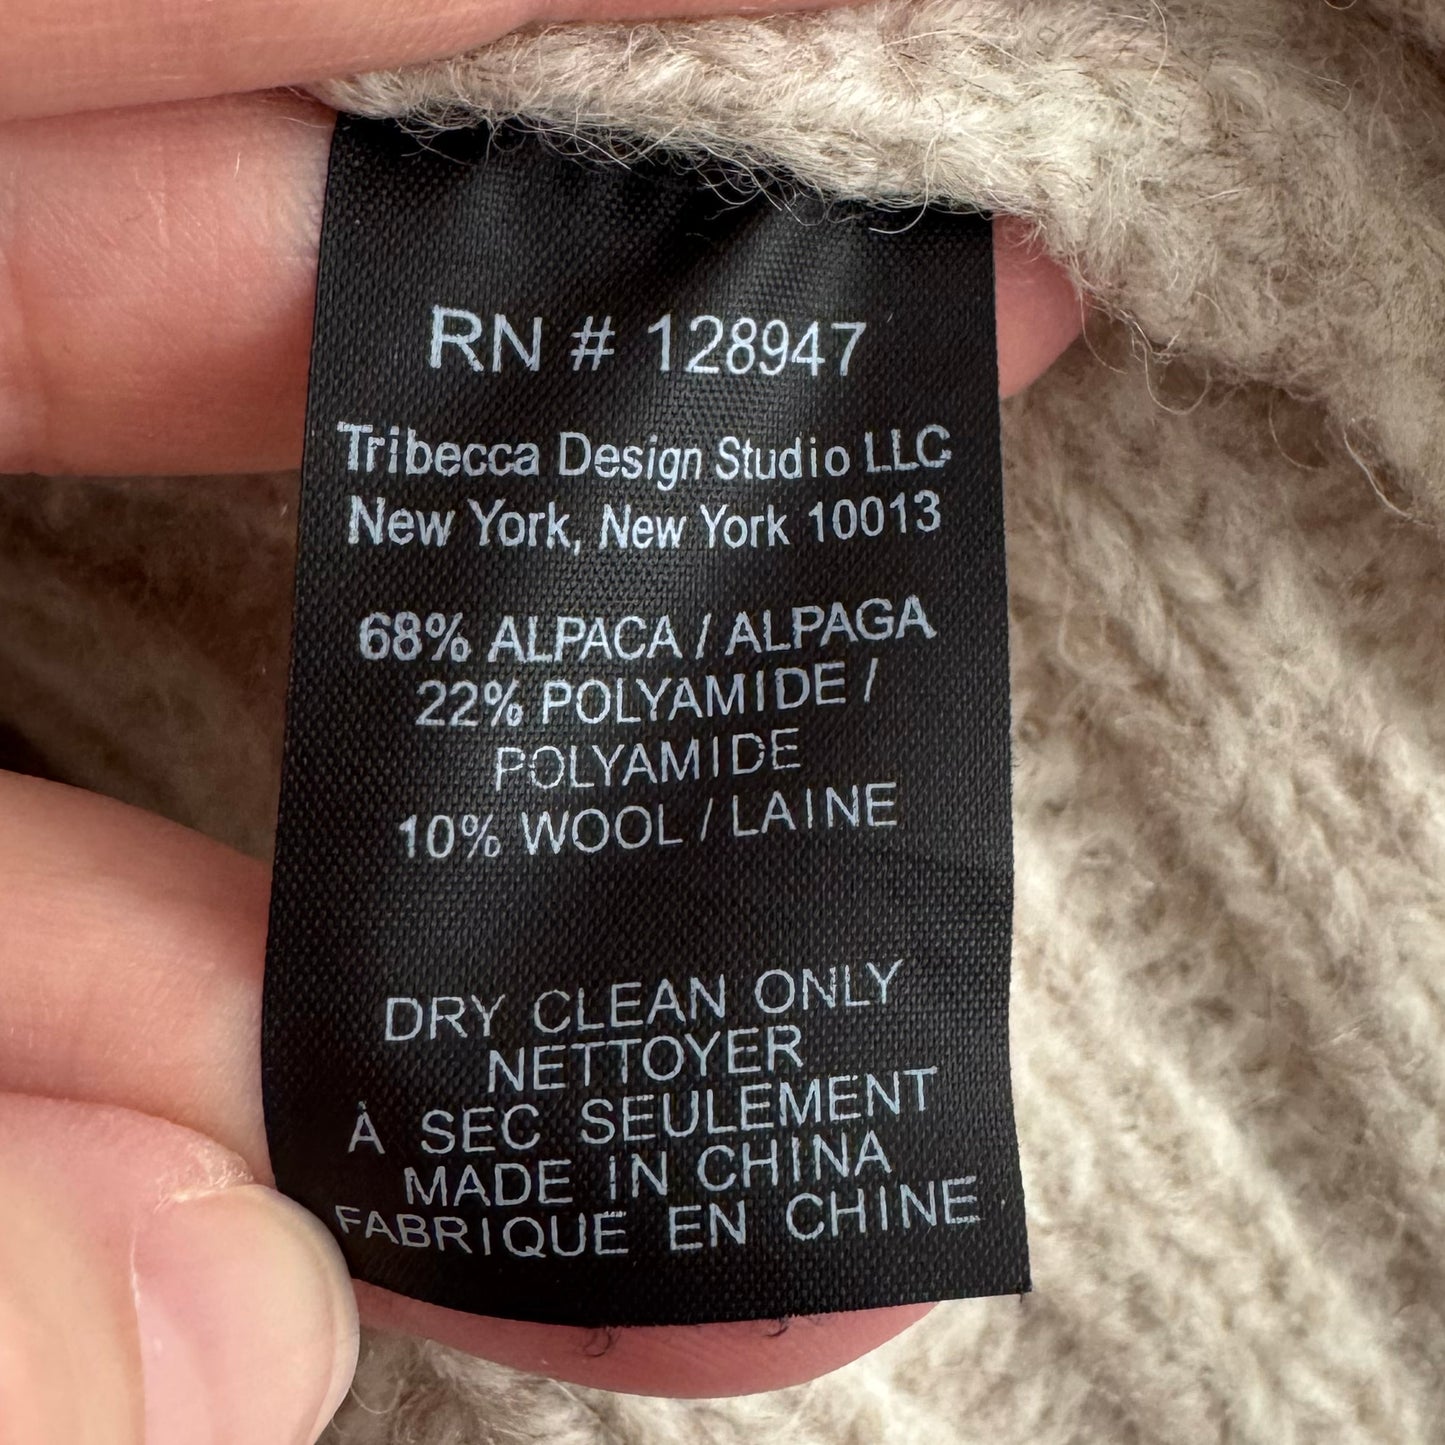 RN # 128947
Tribecca Design Studio LLC
New York, New York 10013
68% ALPACA / ALPAGA
22% POLYAMIDE /
POLYAMIDE
10% WOOL / LAINE
DRY CLEAN ONLY
NETTOYER
À SEC SEULEMENT
MADE IN CHINA
FABRIQUE EN CHINE